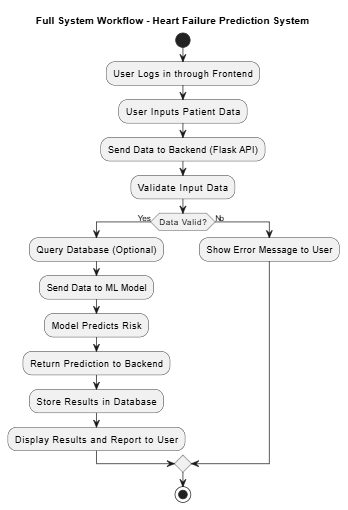 Full System Workflow - Heart Failure Prediction System
User Logs in through Frontend
User Inputs Patient Data
Send Data to Backend (Flask API)
Validate Input Data
Yes
Data Valid?
No
Query Database (Optional)
Show Error Message to User
Send Data to ML Model
Model Predicts Risk
Return Prediction to Backend
Store Results in Database
Display Results and Report to User